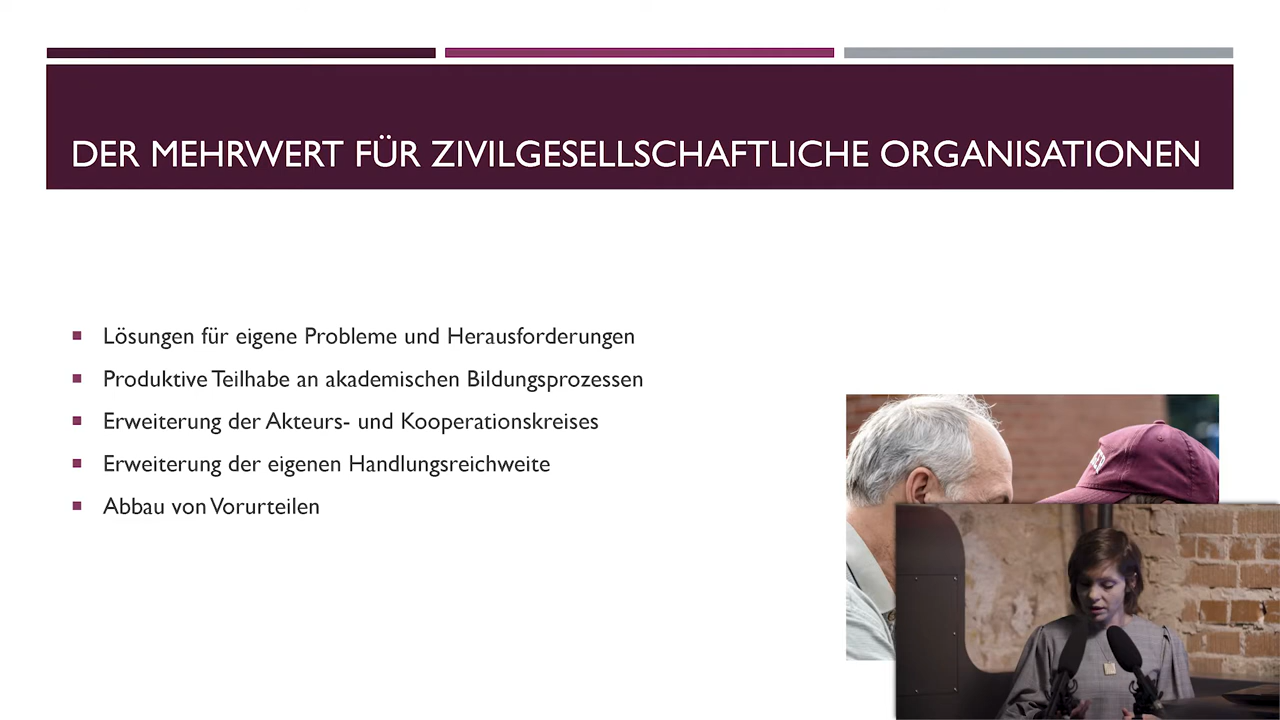 DER MEHRWERT FÜR ZIVILGESELLSCHAFTLICHE ORGANISATIONEN
Lösungen für eigene Probleme und Herausforderungen
Produktive Teilhabe an akademischen Bildungsprozessen
Erweiterung der Akteurs- und Kooperationskreises
Erweiterung der eigenen Handlungsreichweite
Abbau von Vorurteilen